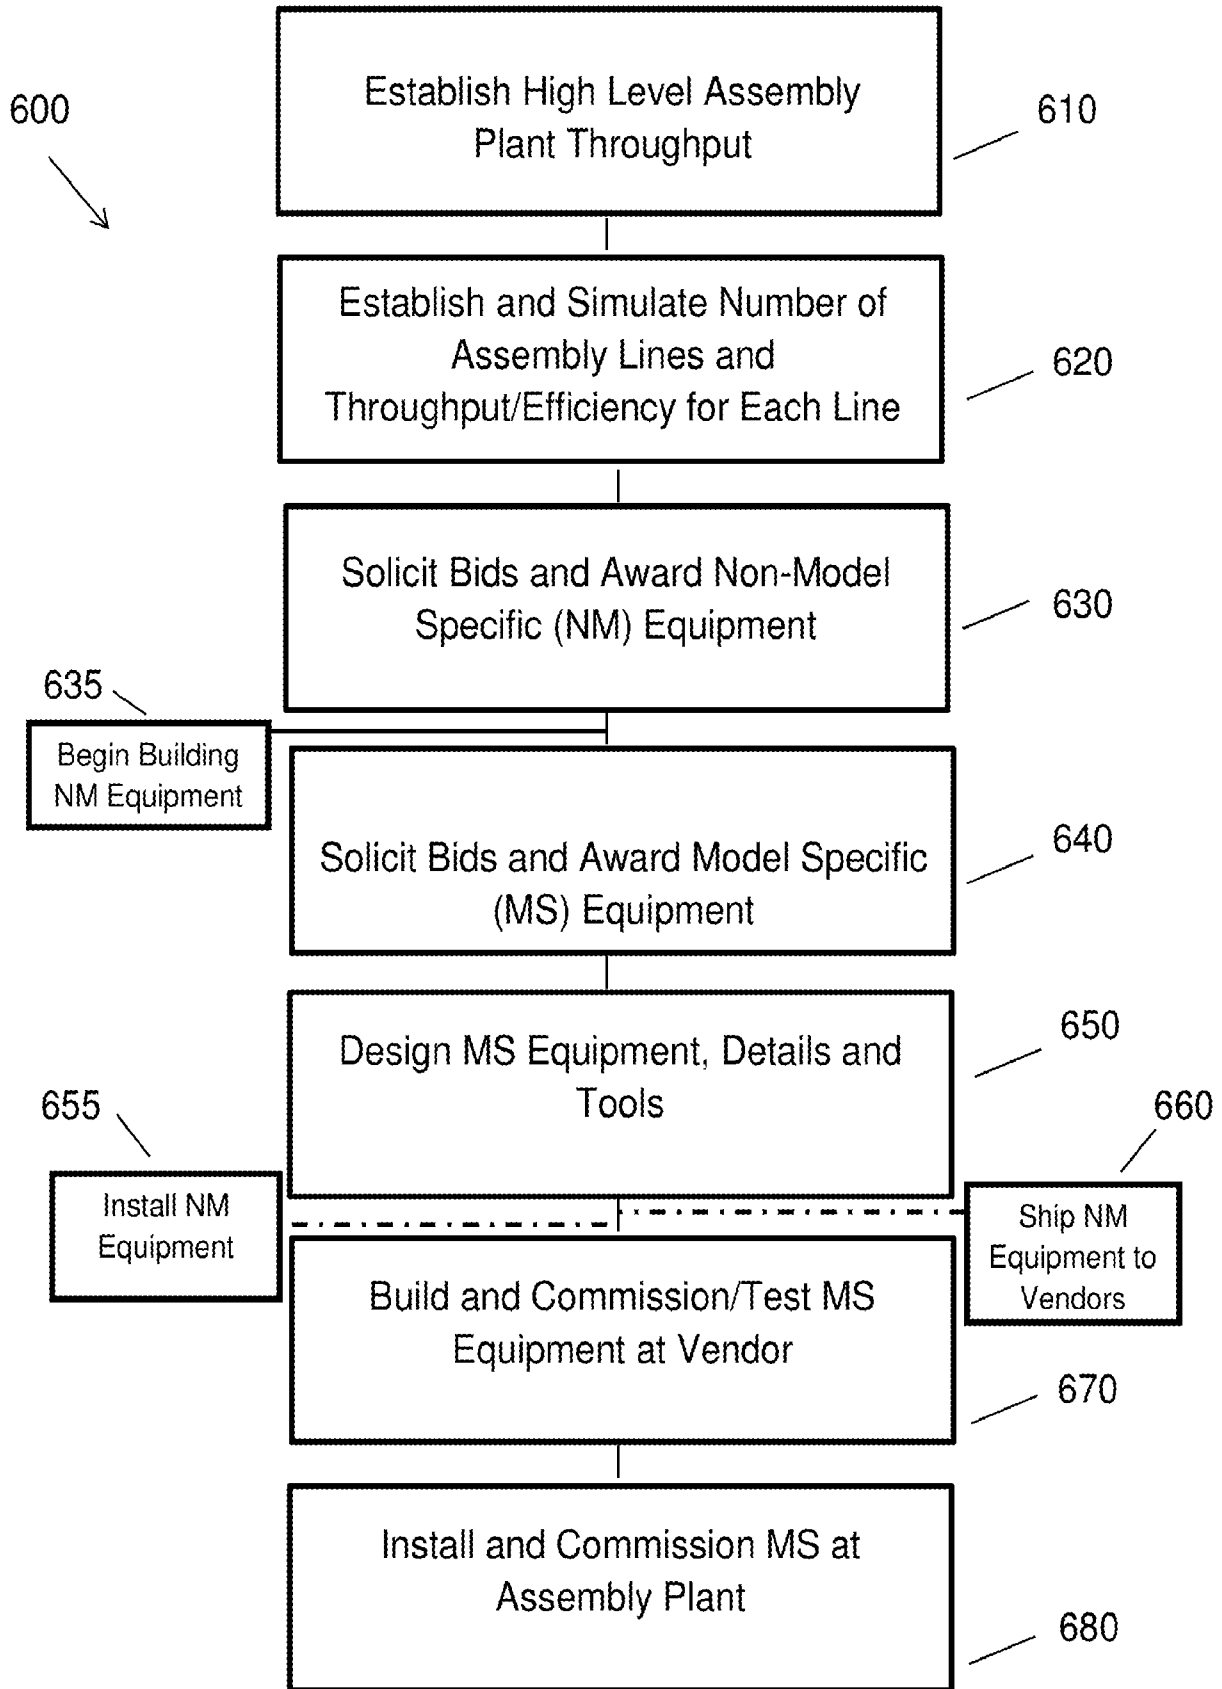 600
Establish High Level Assembly
Plant Throughput
610
Establish and Simulate Number of
Assembly Lines and
Throughput/Efficiency for Each Line
620
Solicit Bids and Award Non-Model
Specific (NM) Equipment
630
635
Begin Building
NM Equipment
Solicit Bids and Award Model Specific
(MS) Equipment
640
Design MS Equipment, Details and
Tools
650
655
Install NM
Equipment
660
Ship NM
Equipment to
Vendors
Build and Commission/Test MS
Equipment at Vendor
670
Install and Commission MS at
Assembly Plant
680